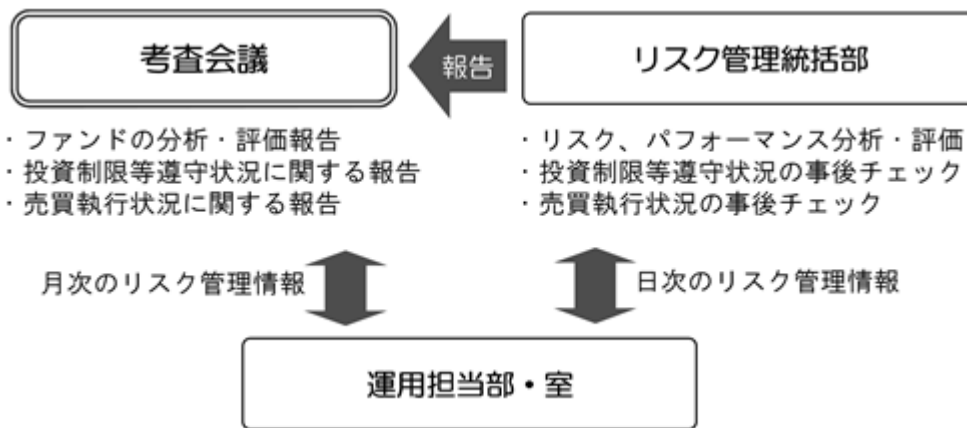 考査会議
報告
リスク管理統括部
・ファンドの分析・評価報告
・投資制限等遵守状況に関する報告
・売買執行状況に関する報告
・リスク、パフォーマンス分析・評価
・投資制限等遵守状況の事後チェック
・売買執行状況の事後チェック
月次のリスク管理情報
日次のリスク管理情報
運用担当部・室